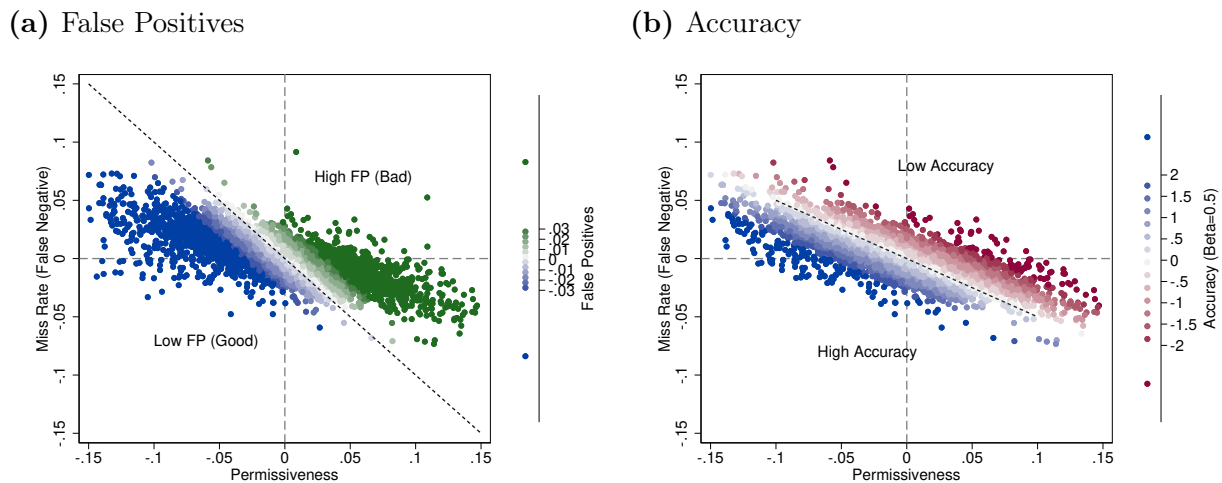 (a) False Positives
.15
.1
.05
0
-.05
-.1
-.15
Miss Rate (False Negative)
High FP (Bad)
Low FP (Good)
-.15 -.1 -.05 0 .05 .1 .15
Permissiveness
.03
.02
.01
0
-.01
-.02
-.03
False Positives
(b) Accuracy
.15
.1
.05
0
-.05
-.1
-.15
Miss Rate (False Negative)
Low Accuracy
High Accuracy
-.15 -.1 -.05 0 .05 .1 .15
Permissiveness
2
1.5
1
.5
0
-.5
-1
-1.5
-2
Accuracy (Beta=0.5)